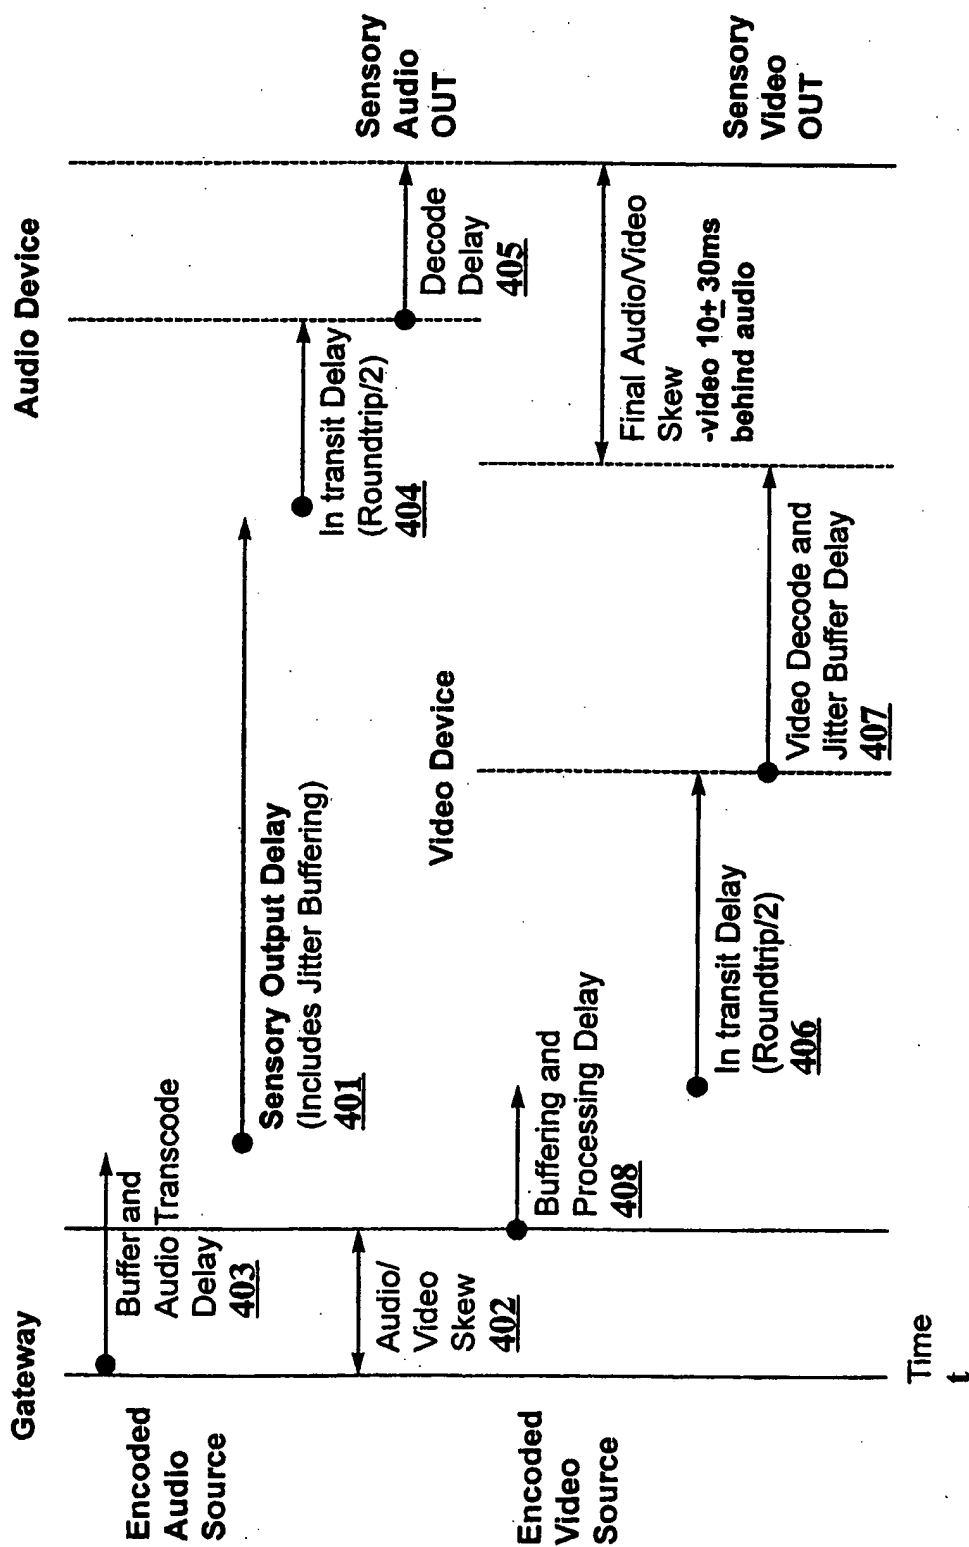 Gateway
Audio Device
Encoded
Audio
Source
Buffer and
Audio Transcode
Delay
403
Sensory Output Delay
(Includes Jitter Buffering)
401
In transit Delay
(Roundtrip/2)
404
Decode
Delay
405
Sensory
Audio
OUT
Audio/
Video
Skew
402
Video Device
Encoded
Video
Source
Buffering and
Processing Delay
408
In transit Delay
(Roundtrip/2)
406
Video Decode and
Jitter Buffer Delay
407
Final Audio/Video
Skew
-video 10± 30ms
behind audio
Sensory
Video
OUT
Time
t